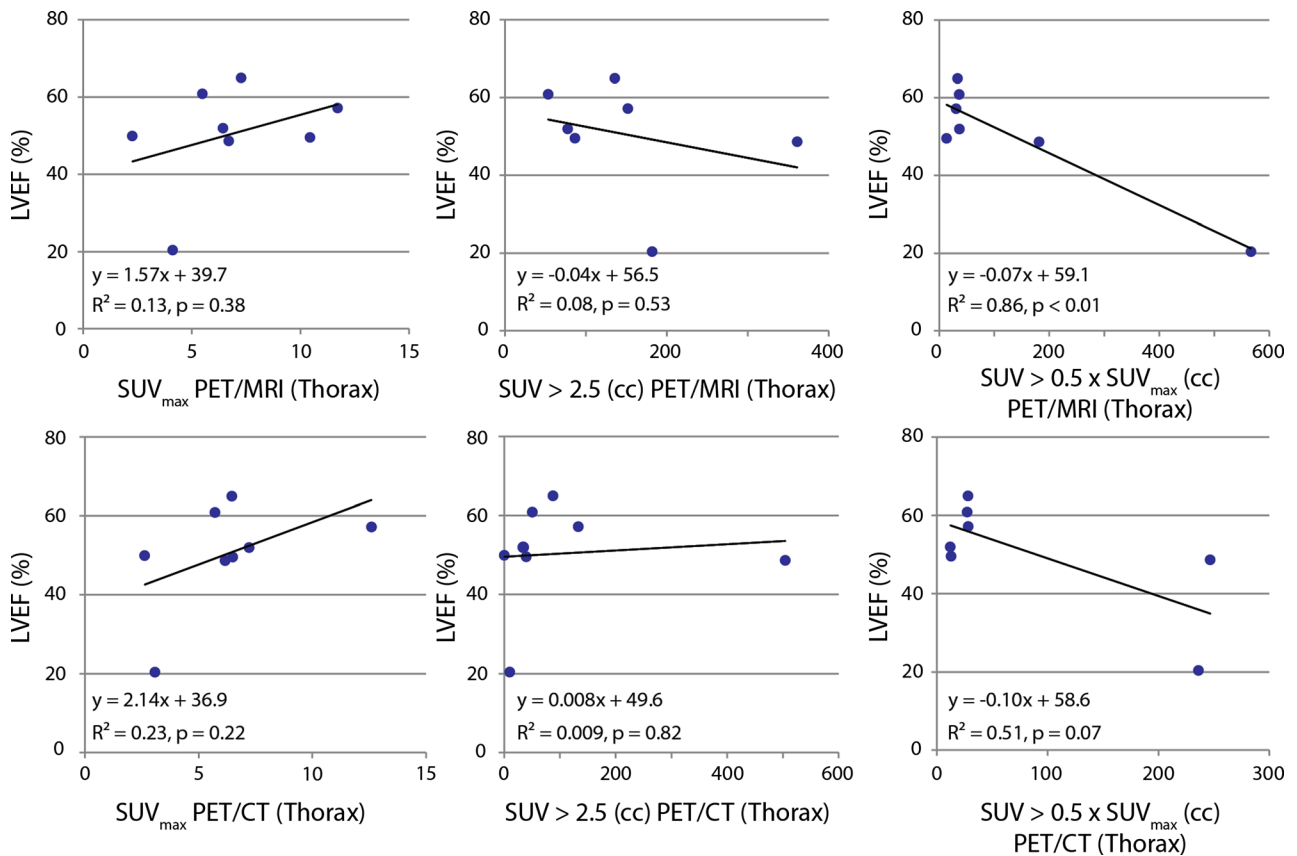 80
60
40
20
0
LVEF (%)
y = 1.57x + 39.7
R² = 0.13, p = 0.38
0 5 10 15
SUVmax PET/MRI (Thorax)
80
60
40
20
0
LVEF (%)
y = -0.04x + 56.5
R² = 0.08, p = 0.53
0 200 400
SUV > 2.5 (cc) PET/MRI (Thorax)
80
60
40
20
0
LVEF (%)
y = -0.07x + 59.1
R² = 0.86, p < 0.01
0 200 400 600
SUV > 0.5 x SUVmax (cc)
PET/MRI (Thorax)
80
60
40
20
0
LVEF (%)
y = 2.14x + 36.9
R² = 0.23, p = 0.22
0 5 10 15
SUVmax PET/CT (Thorax)
80
60
40
20
0
LVEF (%)
y = 0.008x + 49.6
R² = 0.009, p = 0.82
0 200 400 600
SUV > 2.5 (cc) PET/CT (Thorax)
80
60
40
20
0
LVEF (%)
y = -0.10x + 58.6
R² = 0.51, p = 0.07
0 100 200 300
SUV > 0.5 x SUVmax (cc)
PET/CT (Thorax)